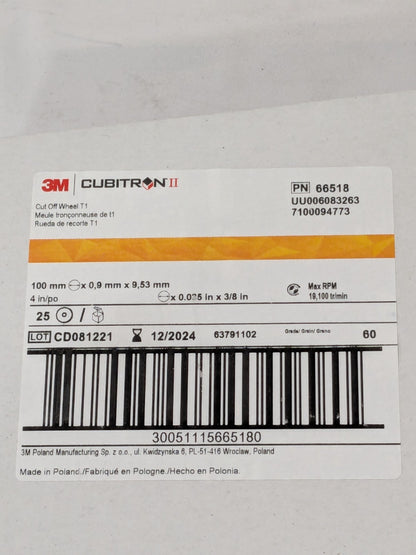 3M CUBITRON II
Cut Off Wheel T1
Meule tronçonneuse de t1
Rueda de recorte T1
PN 66518
UU006083263
7100094773
100 mm x 0,9 mm x 9,53 mm
4 in/po x 0.035 in x 3/8 in
Max RPM
19,100 tr/min
25 /
LOT CD081221 12/2024 63791102 Grade/ Grain/ Grano 60
30051115665180
3M Poland Manufacturing Sp. z o.o., ul. Kwidzynska 6, PL-51-416 Wroclaw, Poland
Made in Poland./Fabriqué en Pologne./Hecho en Polonia.